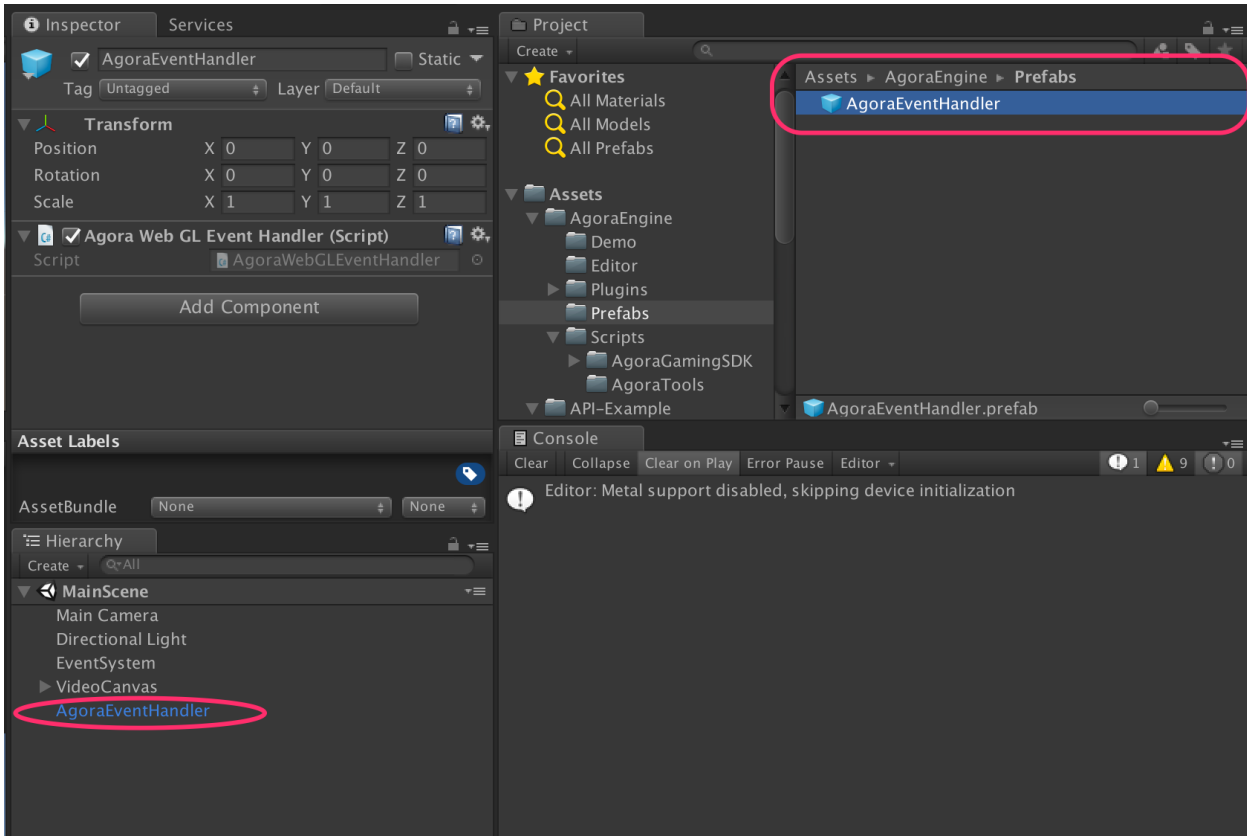 Inspector Services
AgoraEventHandler Static
Tag Untagged Layer Default
Transform
Position X 0 Y 0 Z 0
Rotation X 0 Y 0 Z 0
Scale X 1 Y 1 Z 1
Agora Web GL Event Handler (Script)
Script AgoraWebGLEventHandler
Add Component
Asset Labels
AssetBundle None None
Hierarchy
Create All
MainScene
Main Camera
Directional Light
EventSystem
VideoCanvas
AgoraEventHandler
Project
Create
Favorites
All Materials
All Models
All Prefabs
Assets
AgoraEngine
Demo
Editor
Plugins
Prefabs
Scripts
AgoraGamingSDK
AgoraTools
API-Example
Assets AgoraEngine Prefabs
AgoraEventHandler
AgoraEventHandler.prefab
Console
Clear Collapse Clear on Play Error Pause Editor 1 9 0
Editor: Metal support disabled, skipping device initialization